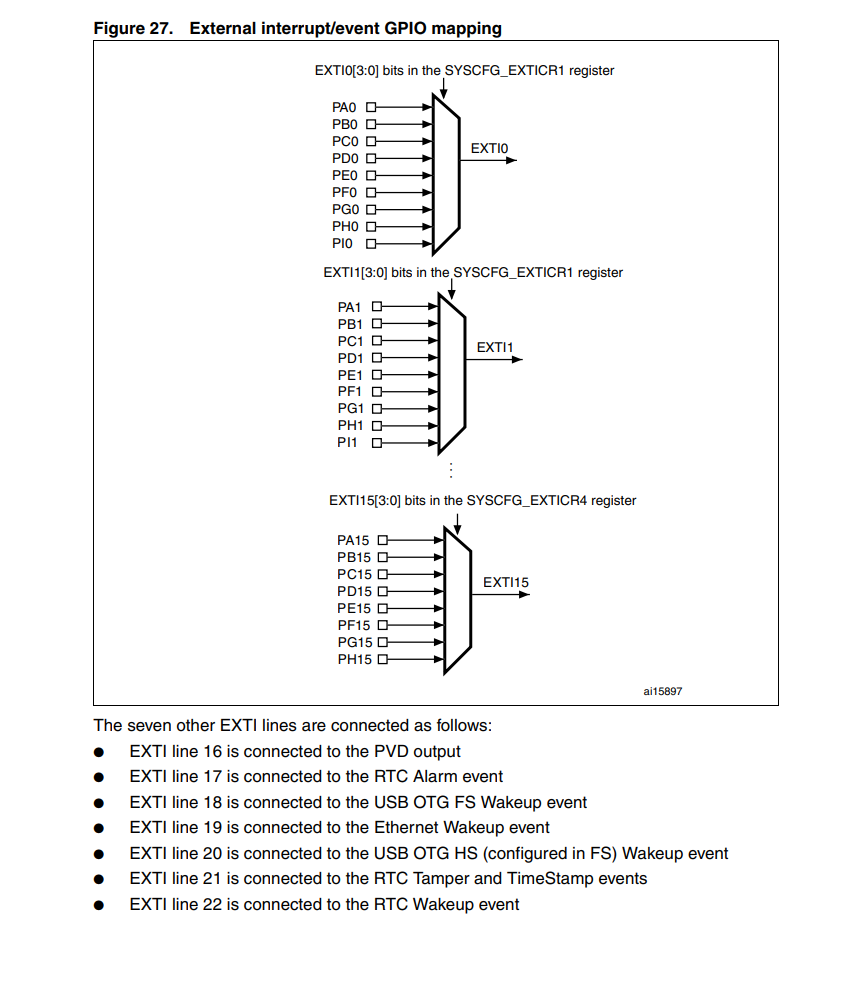 Figure 27. External interrupt/event GPIO mapping
EXTI0[3:0] bits in the SYSCFG_EXTICR1 register
PA0
PB0
PC0
PD0
PE0
PF0
PG0
PH0
PI0
EXTI0
EXTI1[3:0] bits in the SYSCFG_EXTICR1 register
PA1
PB1
PC1
PD1
PE1
PF1
PG1
PH1
PI1
EXTI1
EXTI15[3:0] bits in the SYSCFG_EXTICR4 register
PA15
PB15
PC15
PD15
PE15
PF15
PG15
PH15
EXTI15
ai15897
The seven other EXTI lines are connected as follows:
● EXTI line 16 is connected to the PVD output
● EXTI line 17 is connected to the RTC Alarm event
● EXTI line 18 is connected to the USB OTG FS Wakeup event
● EXTI line 19 is connected to the Ethernet Wakeup event
● EXTI line 20 is connected to the USB OTG HS (configured in FS) Wakeup event
● EXTI line 21 is connected to the RTC Tamper and TimeStamp events
● EXTI line 22 is connected to the RTC Wakeup event